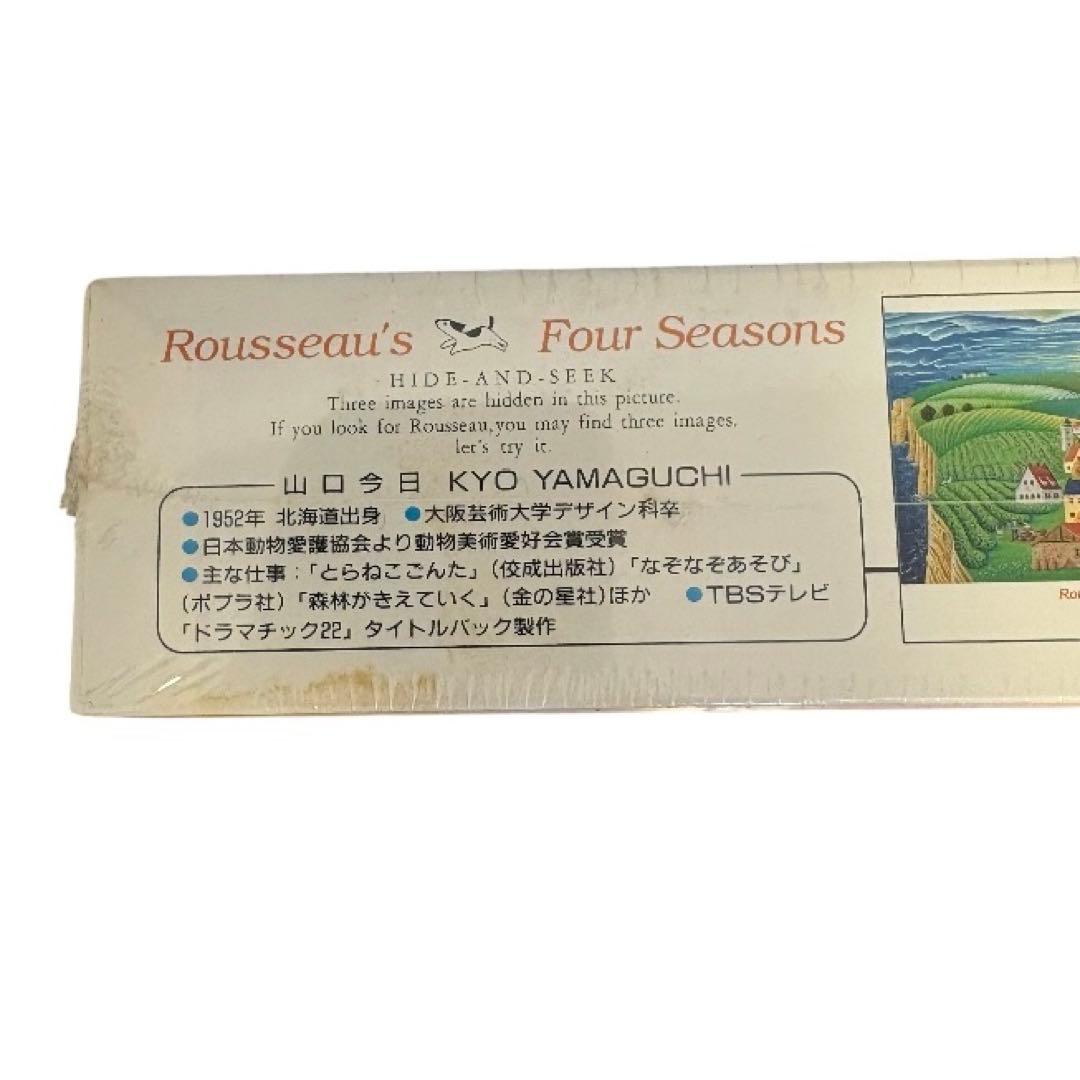 Rousseau's Four Seasons
HIDE-AND-SEEK
Three images are hidden in this picture.
If you look for Rousseau,you may find three images.
let's try it.
山口今日 KYO YAMAGUCHI
●1952年 北海道出身 ●大阪芸術大学デザイン科卒
●日本動物愛護協会より動物美術愛好会賞受賞
●主な仕事:「とらねこごんた」(佼成出版社)「なぞなぞあそび」
(ポプラ社)「森林がきえていく」(金の星社)ほか ●TBSテレビ
「ドラマチック22」タイトルバック製作